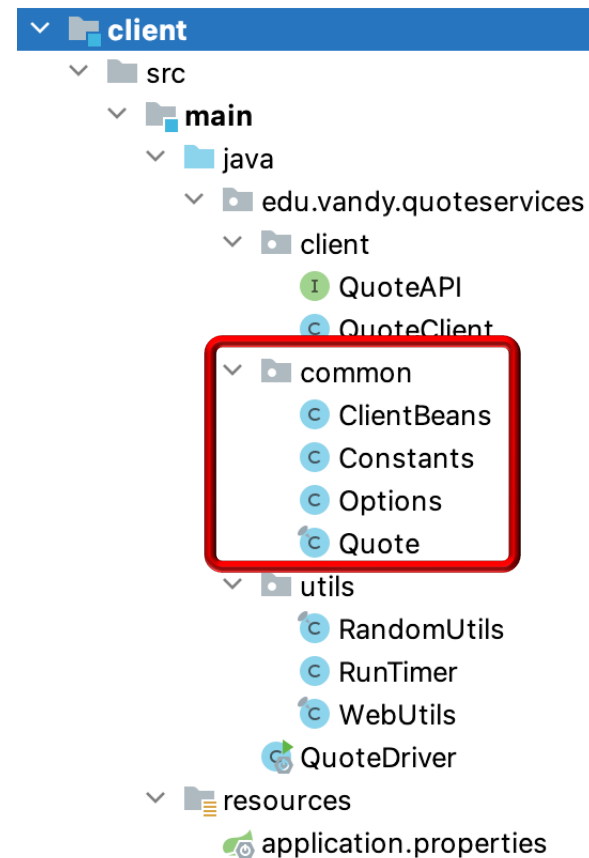 client
src
main
java
edu.vandy.quoteservices
client
I QuoteAPI
C QuoteClient
common
C ClientBeans
C Constants
C Options
C Quote
utils
C RandomUtils
C RunTimer
C WebUtils
C QuoteDriver
resources
application.properties